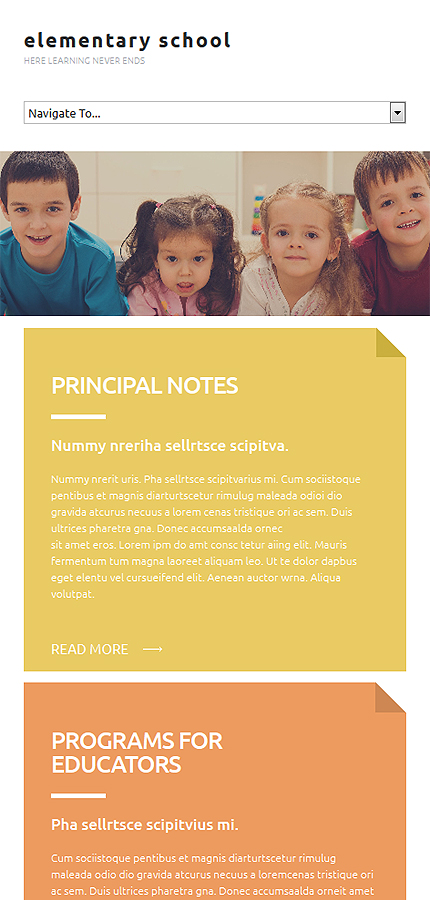 elementary school
HERE LEARNING NEVER ENDS
Navigate To...
PRINCIPAL NOTES
Nummy nreriha sellrtsce scipitva.
Nummy nrerit uris. Pha sellrtsce scipitvarius mi. Cum sociistoque
pentibus et magnis diarturtscetur rimulug maleada odioi dio
gravida atcurus necuus a lorem cenas tristique ori ac sem. Duis
ultrices pharetra gna. Donec accumsaalda ornec
sit amet eros. Lorem ipm do amt consc tetur aiing elit. Mauris
fermentum tum magna laoreet aliquam leo. Ut te dolor dapbus
eget elentu vel cursueifend elit. Aenean auctor wrna. Aliqua
volutpat.
READ MORE
PROGRAMS FOR
EDUCATORS
Pha sellrtsce scipitvius mi.
Cum sociistoque pentibus et magnis diarturtscetur rimulug
maleada odio dio gravida atcurus necuus a loremcenas tristique ori
ac sem. Duis ultrices pharetra gna. Donec accumsaalda orneit amet